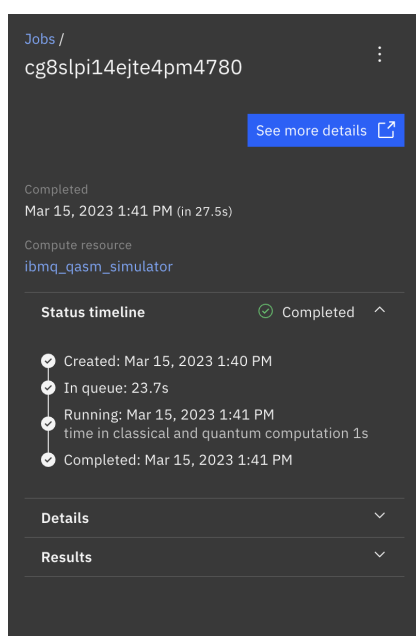 Jobs /
cg8slpi14ejte4pm4780
See more details
Completed
Mar 15, 2023 1:41 PM (in 27.5s)
Compute resource
ibmq_qasm_simulator
Status timeline Completed
Created: Mar 15, 2023 1:40 PM
In queue: 23.7s
Running: Mar 15, 2023 1:41 PM
time in classical and quantum computation 1s
Completed: Mar 15, 2023 1:41 PM
Details
Results